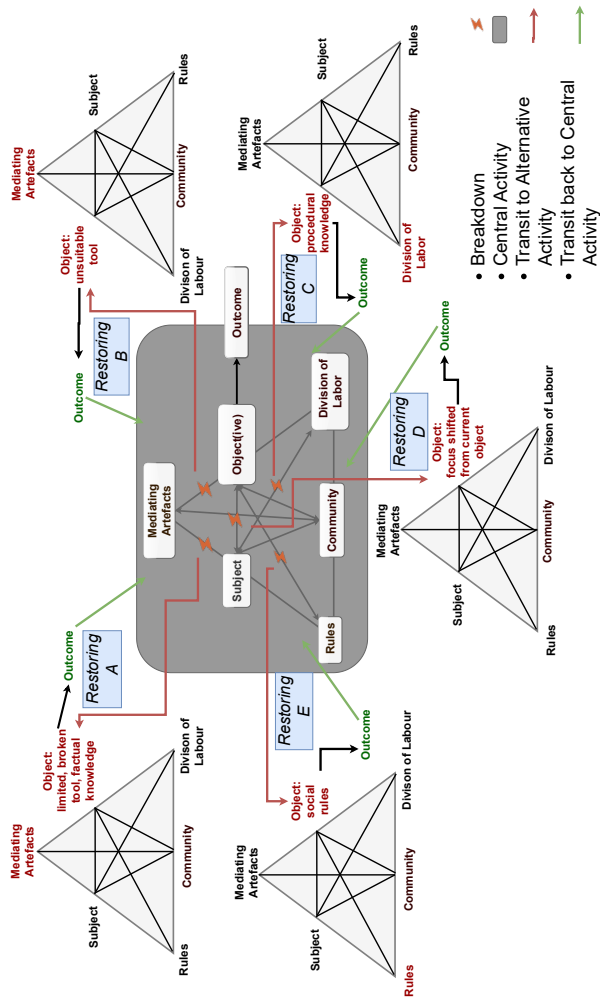 Mediating
Artefacts
Subject
Rules
Community
Divison of
Labour
Object:
limited, broken
tool, factual
knowledge
Outcome
Restoring
A
Mediating
Artefacts
Subject
Rules
Community
Divison of
Labour
Object:
unsuitable
tool
Outcome
Restoring
B
Mediating
Artefacts
Subject
Object(ive)
Outcome
Rules
Community
Division of
Labor
Mediating
Artefacts
Subject
Rules
Community
Division of
Labor
Object:
procedural
knowledge
Outcome
Restoring
C
Mediating
Artefacts
Subject
Rules
Community
Divison of Labour
Object:
focus shifted
from current
object
Outcome
Restoring
D
Mediating
Artefacts
Subject
Rules
Community
Divison of Labour
Object:
social
rules
Outcome
Restoring
E
• Breakdown
• Central Activity
• Transit to Alternative
Activity
• Transit back to Central
Activity